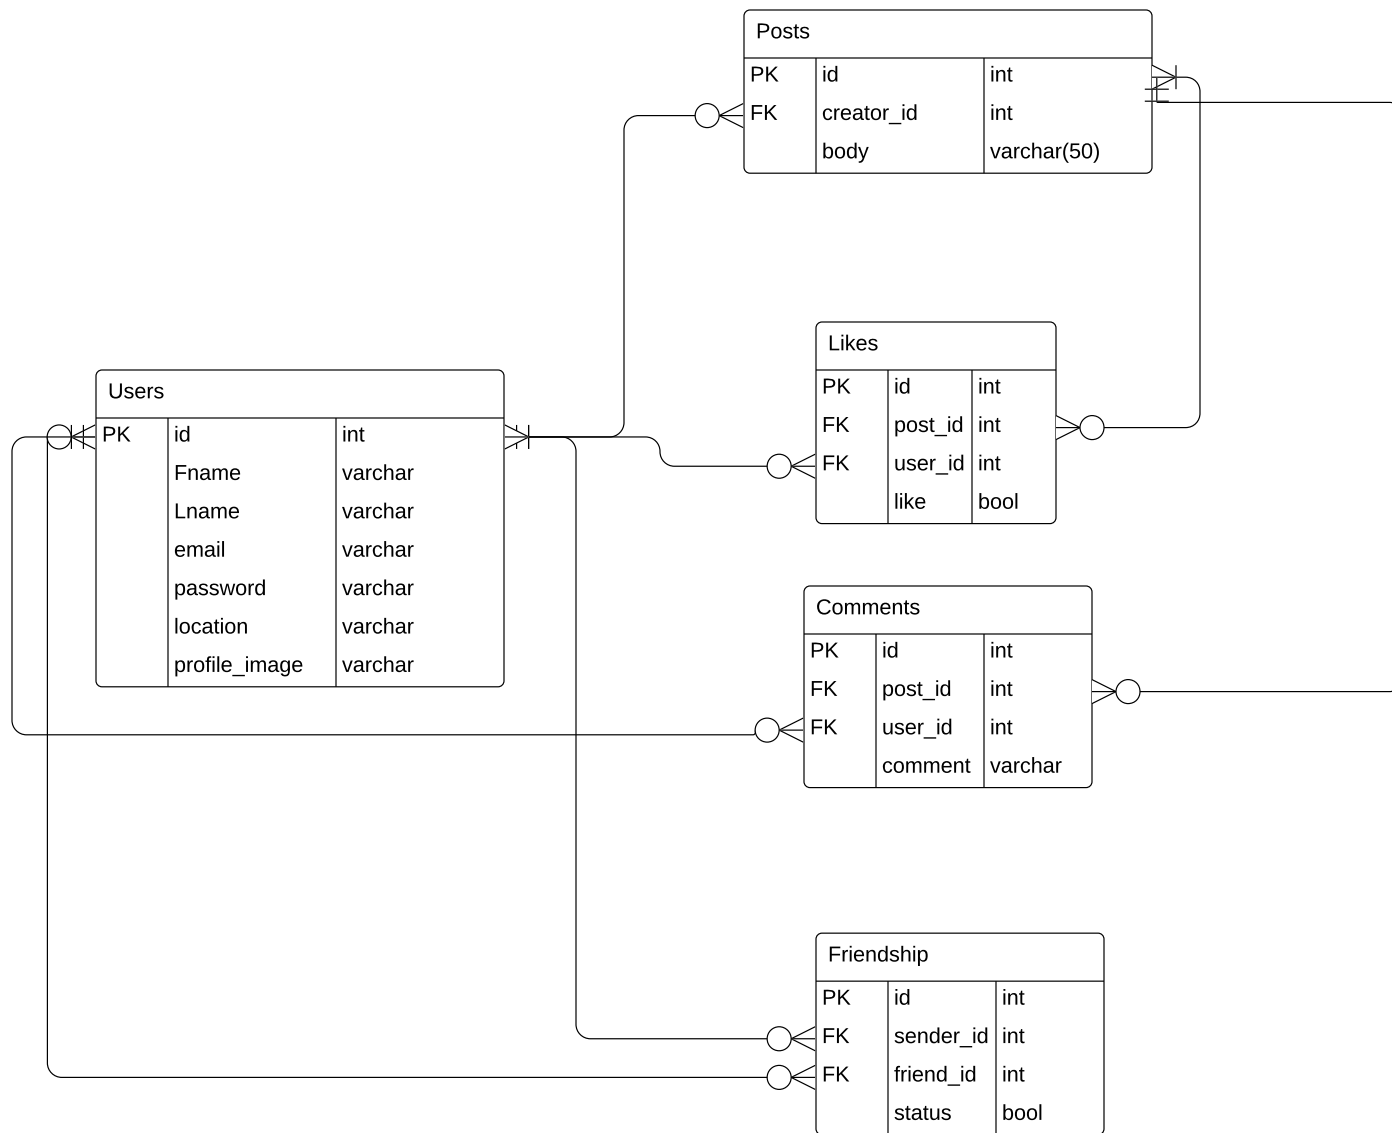 Posts
PK id int
FK creator_id int
body varchar(50)
Likes
PK id int
FK post_id int
FK user_id int
like bool
Users
PK id int
Fname varchar
Lname varchar
email varchar
password varchar
location varchar
profile_image varchar
Comments
PK id int
FK post_id int
FK user_id int
comment varchar
Friendship
PK id int
FK sender_id int
FK friend_id int
status bool